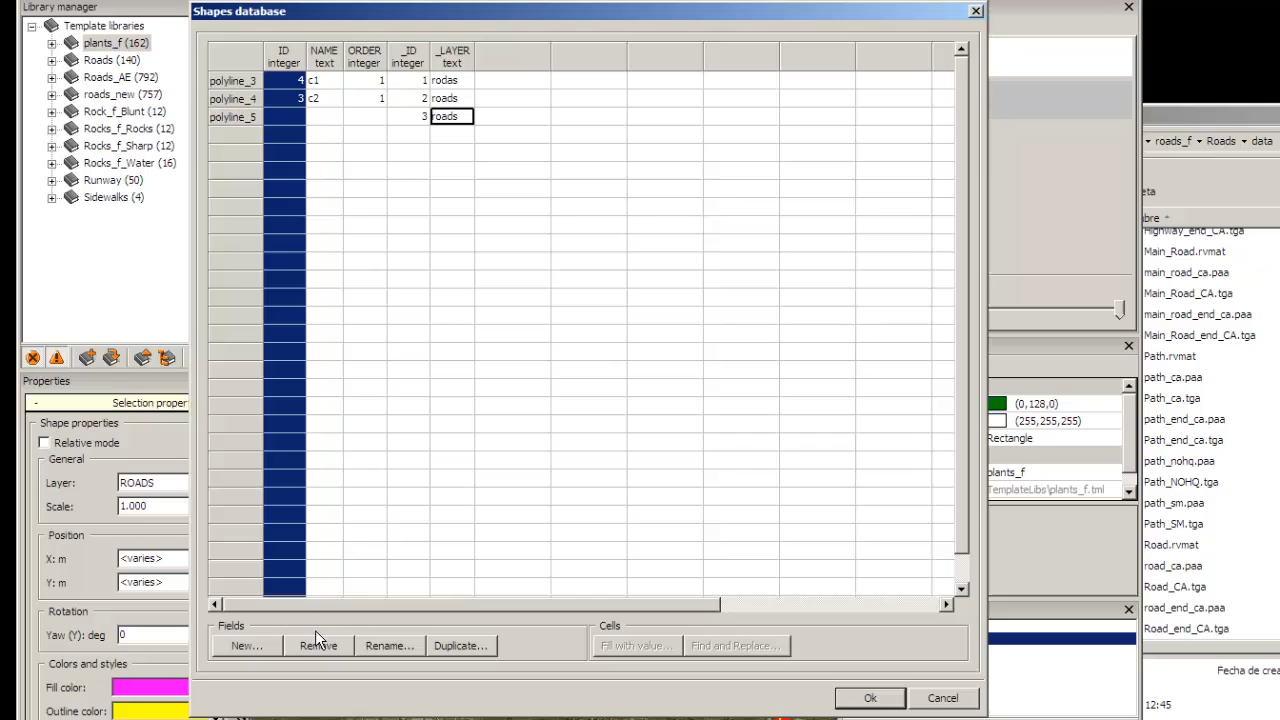 Library manager
Template libraries
plants_f (162)
Roads (140)
Roads_AE (792)
roads_new (757)
Rock_f_Blunt (12)
Rocks_f_Rocks (12)
Rocks_f_Sharp (12)
Rocks_f_Water (16)
Runway (50)
Sidewalks (4)
Properties
- Selection proper
Shape properties
Relative mode
General
Layer: ROADS
Scale: 1.000
Position
X: m <varies>
Y: m <varies>
Rotation
Yaw (Y): deg 0
Colors and styles
Fill color:
Outline color:
Shapes database
ID NAME ORDER _ID _LAYER
integer text integer integer text
polyline_3 4 c1 1 1 rodas
polyline_4 3 c2 1 2 roads
polyline_5 3 roads
Fields
New... Remove Rename... Duplicate...
Cells
Fill with value... Find and Replace...
Ok Cancel
(0,128,0)
(255,255,255)
Rectangle
plants_f
TemplateLibs\plants_f.tml
roads_f Roads data
eta
bre
Highway_end_CA.tga
Main_Road.rvmat
main_road_ca.paa
Main_Road_CA.tga
main_road_end_ca.paa
Main_Road_end_CA.tga
Path.rvmat
path_ca.paa
Path_ca.tga
path_end_ca.paa
Path_end_ca.tga
path_nohq.paa
Path_NOHQ.tga
path_sm.paa
Path_SM.tga
Road.rvmat
road_ca.paa
Road_CA.tga
road_end_ca.paa
Road_end_CA.tga
Fecha de crea
12:45